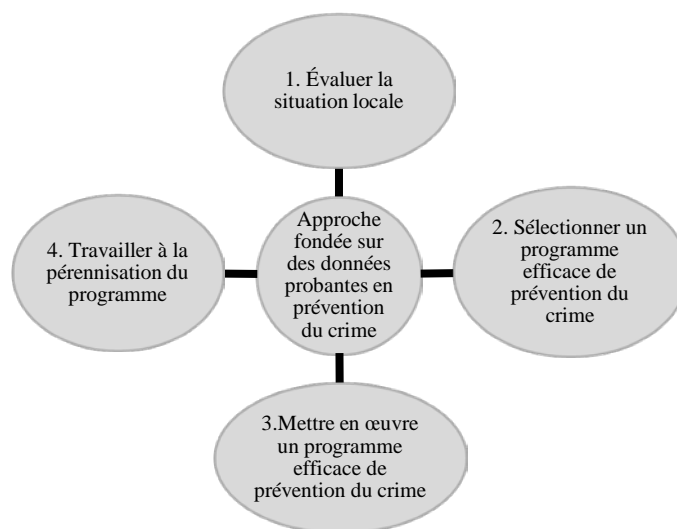 1. Évaluer la
situation locale
Approche
fondée sur
des données
probantes en
prévention
du crime
2. Sélectionner un
programme
efficace de
prévention du
crime
3.Mettre en œuvre
un programme
efficace de
prévention du crime
4. Travailler à la
pérennisation du
programme